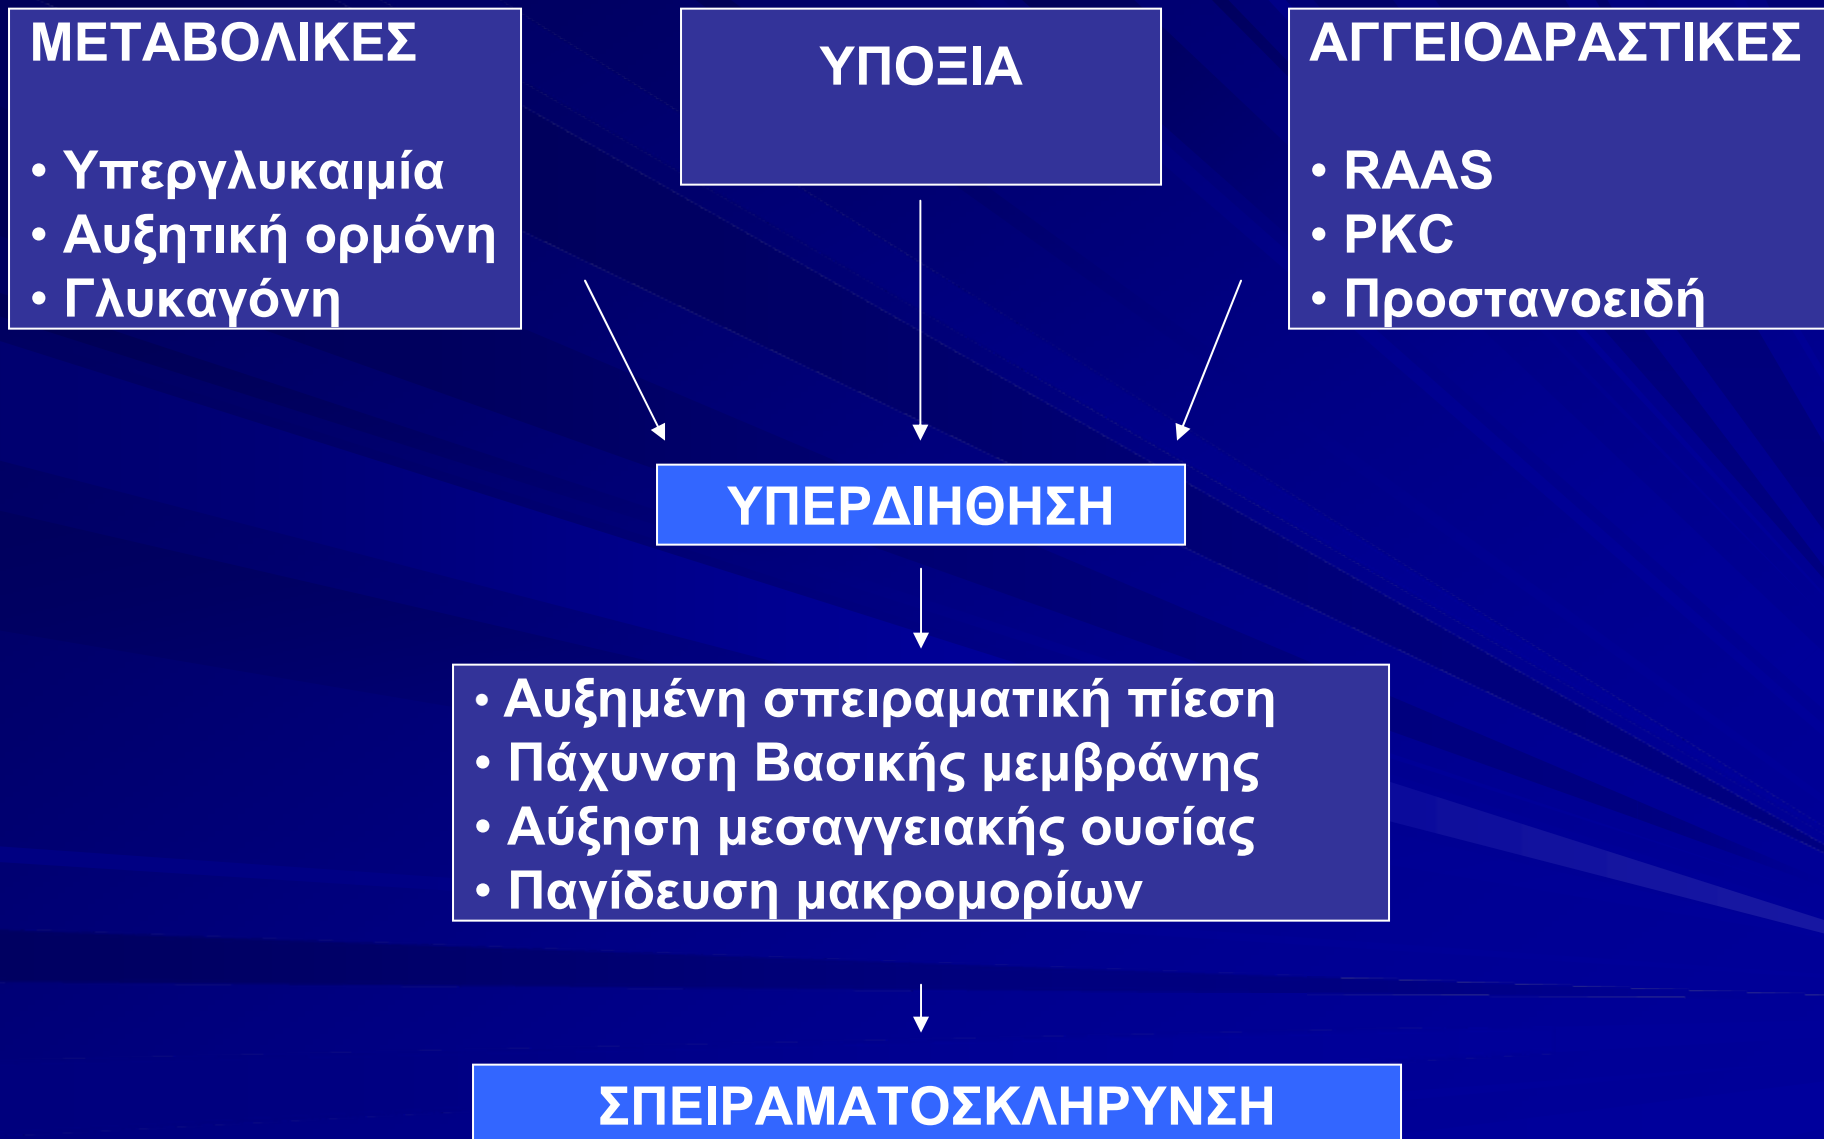 ΜΕΤΑΒΟΛΙΚΕΣ
• Υπεργλυκαιμία
• Αυξητική ορμόνη
• Γλυκαγόνη
ΥΠΟΞΙΑ
ΑΓΓΕΙΟΔΡΑΣΤΙΚΕΣ
• RAAS
• PKC
• Προστανοειδή
ΥΠΕΡΔΙΗΘΗΣΗ
• Αυξημένη σπειραματική πίεση
• Πάχυνση Βασικής μεμβράνης
• Αύξηση μεσαγγειακής ουσίας
• Παγίδευση μακρομορίων
ΣΠΕΙΡΑΜΑΤΟΣΚΛΗΡΥΝΣΗ